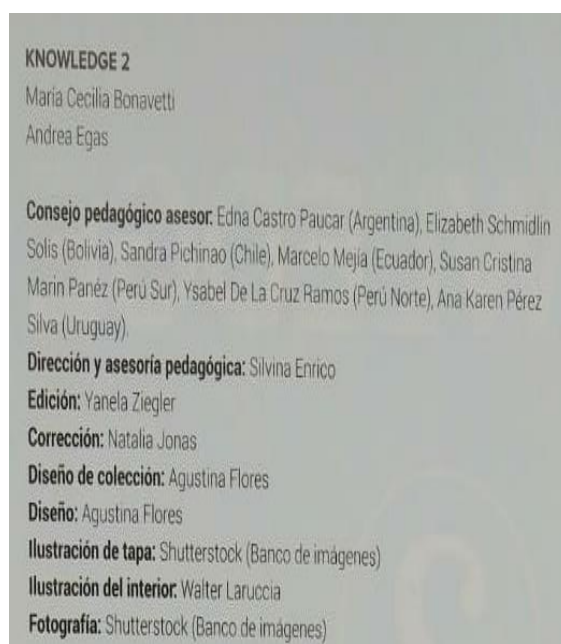 KNOWLEDGE 2
María Cecilia Bonavetti
Andrea Egas
Consejo pedagógico asesor: Edna Castro Paucar (Argentina), Elizabeth Schmidlin
Solis (Bolivia), Sandra Pichinao (Chile), Marcelo Mejía (Ecuador), Susan Cristina
Marin Panéz (Perú Sur), Ysabel De La Cruz Ramos (Perú Norte), Ana Karen Pérez
Silva (Uruguay).
Dirección y asesoría pedagógica: Silvina Enrico
Edición: Yanela Ziegler
Corrección: Natalia Jonas
Diseño de colección: Agustina Flores
Diseño: Agustina Flores
Ilustración de tapa: Shutterstock (Banco de imágenes)
Ilustración del interior: Walter Laruccia
Fotografía: Shutterstock (Banco de imágenes)